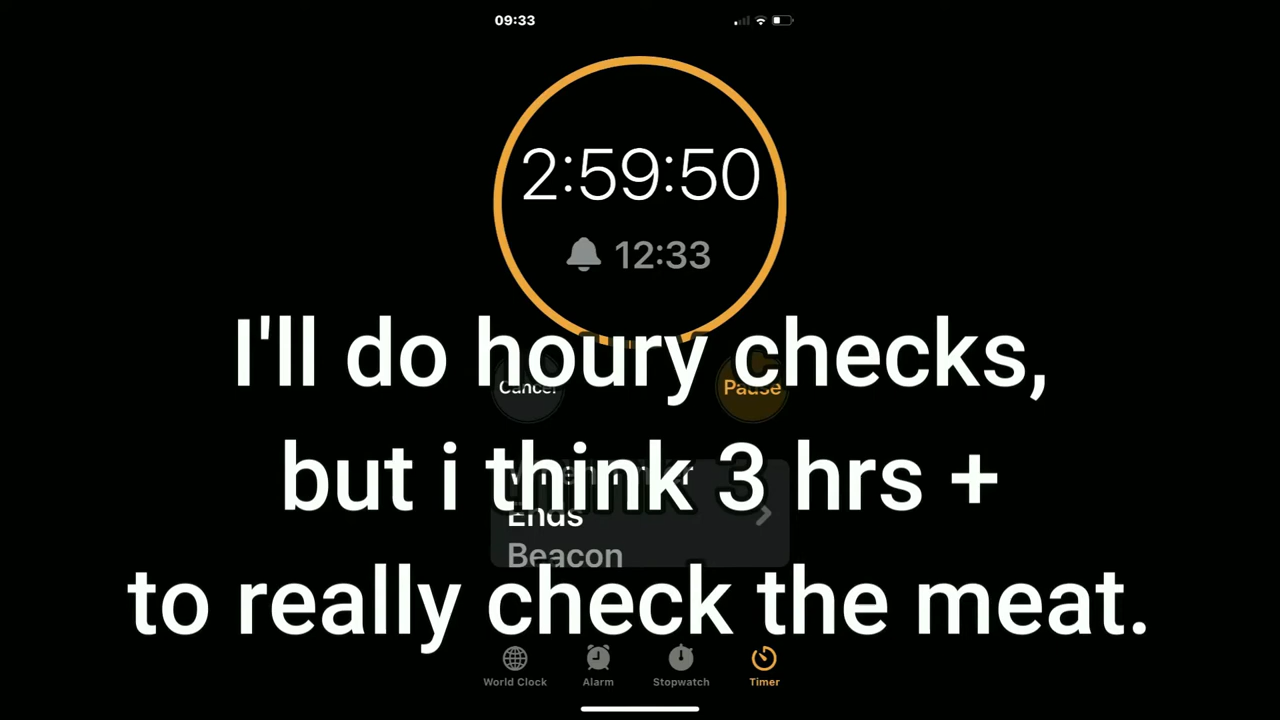 09:33
2:59:50
12:33
I'll do houry checks,
Cancel Pause
but i think 3 hrs +
Ends
Beacon
to really check the meat.
World Clock Alarm Stopwatch Timer